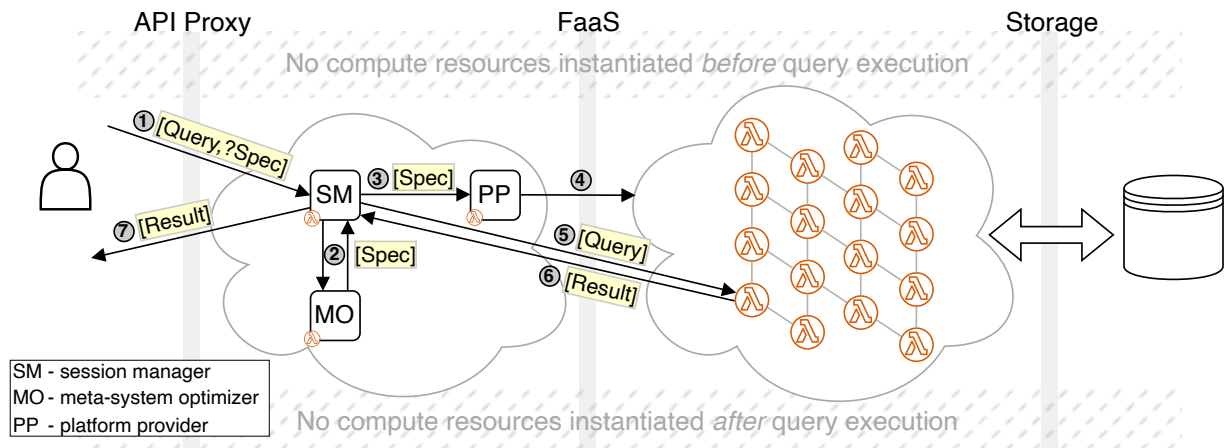 API Proxy
FaaS
Storage
No compute resources instantiated before query execution
① [Query,?Spec]
SM
③ [Spec]
PP
④
⑦ [Result]
② [Spec]
⑤ [Query]
⑥ [Result]
MO
SM - session manager
MO - meta-system optimizer
PP - platform provider
No compute resources instantiated after query execution